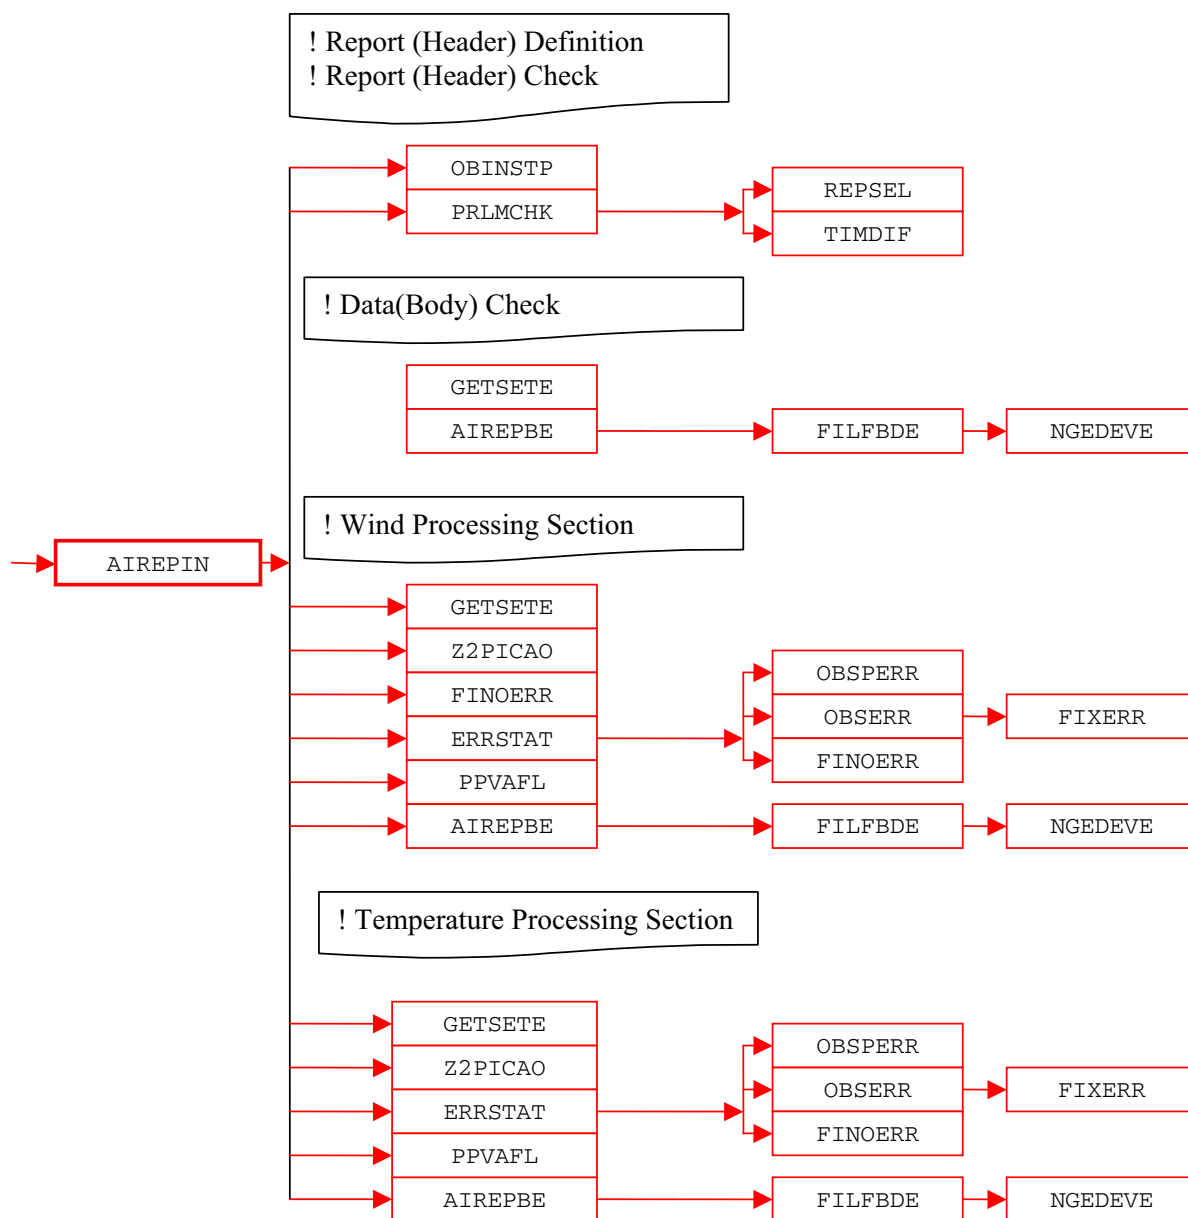 ! Report (Header) Definition
! Report (Header) Check
OBINSTP
PRLMCHK
REPSEL
TIMDIF
! Data(Body) Check
GETSETE
AIREPBE
FILFBDE
NGEDEVE
! Wind Processing Section
AIREPIN
GETSETE
Z2PICAO
FINOERR
ERRSTAT
PPVAFL
AIREPBE
OBSPERR
OBSERR
FINOERR
FIXERR
FILFBDE
NGEDEVE
! Temperature Processing Section
GETSETE
Z2PICAO
ERRSTAT
PPVAFL
AIREPBE
OBSPERR
OBSERR
FINOERR
FIXERR
FILFBDE
NGEDEVE